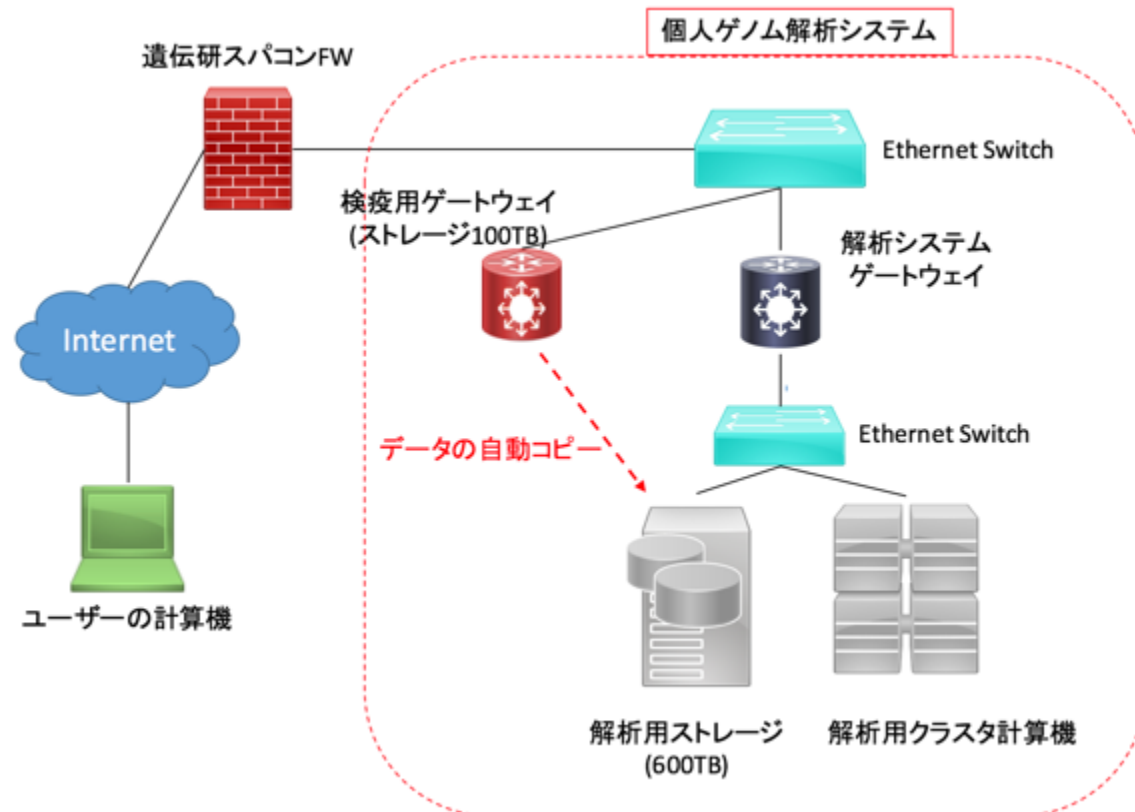 個人ゲノム解析システム
遺伝研スパコンFW
Ethernet Switch
検疫用ゲートウェイ
(ストレージ100TB)
解析システム
ゲートウェイ
Internet
データの自動コピー
Ethernet Switch
ユーザーの計算機
解析用ストレージ
(600TB)
解析用クラスタ計算機